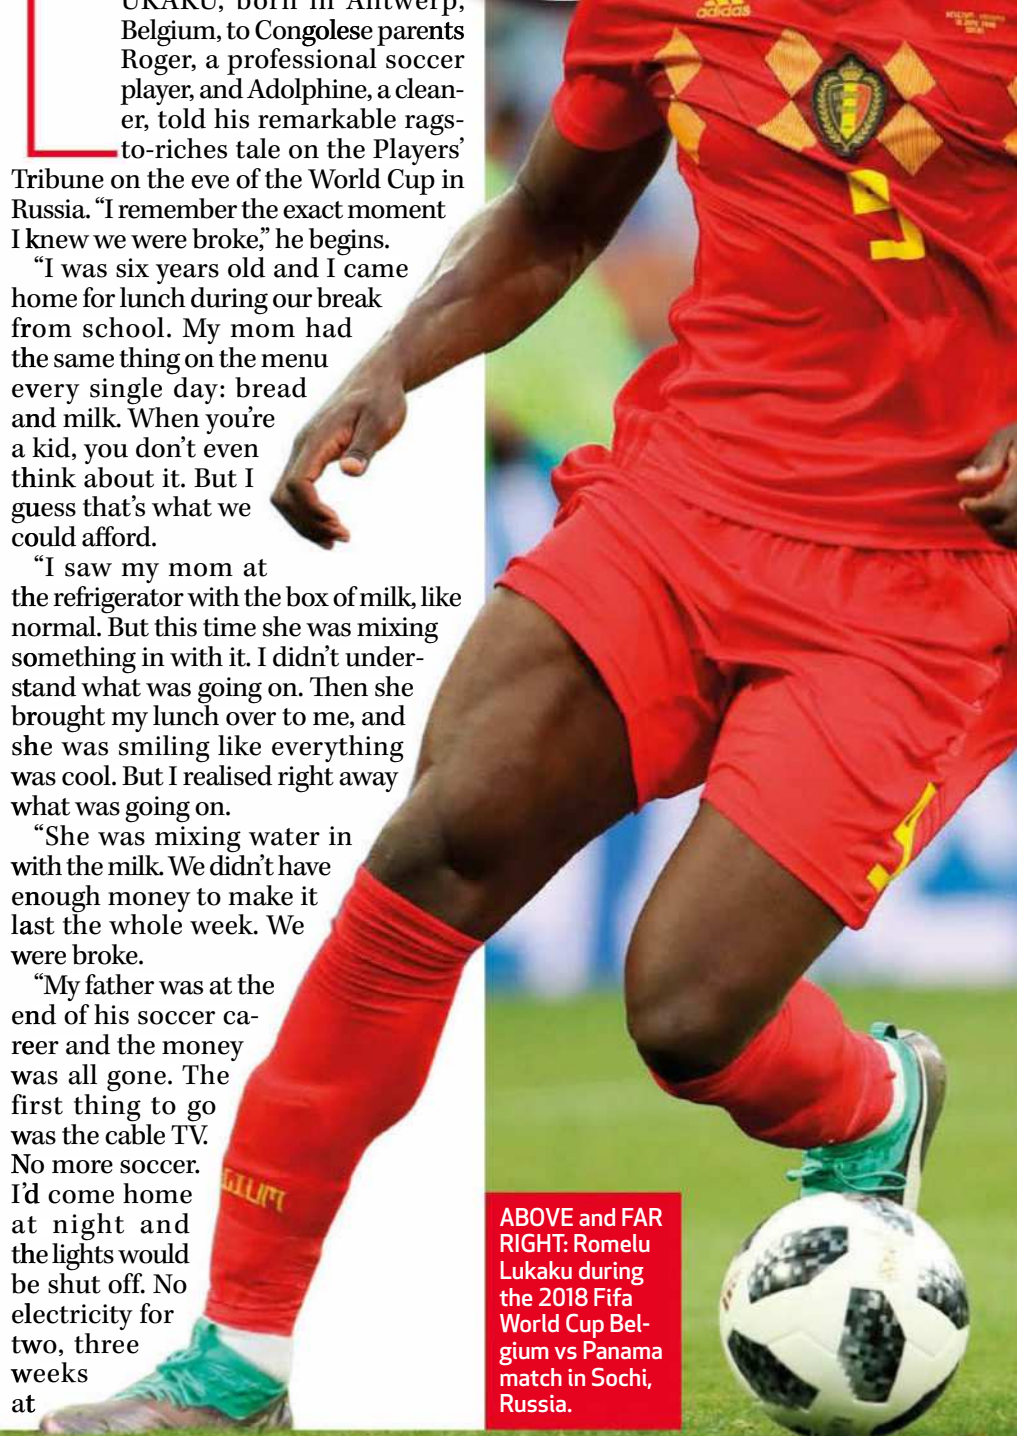 UKAKU, born in Antwerp,
Belgium, to Congolese parents
Roger, a professional soccer
player, and Adolphine, a clean-
er, told his remarkable rags-
to-riches tale on the Players’
Tribune on the eve of the World Cup in
Russia. “I remember the exact moment
I knew we were broke,” he begins.
“I was six years old and I came
home for lunch during our break
from school. My mom had
the same thing on the menu
every single day: bread
and milk. When you’re
a kid, you don’t even
think about it. But I
guess that’s what we
could afford.
“I saw my mom at
the refrigerator with the box of milk, like
normal. But this time she was mixing
something in with it. I didn’t under-
stand what was going on. Then she
brought my lunch over to me, and
she was smiling like everything
was cool. But I realised right away
what was going on.
“She was mixing water in
with the milk. We didn’t have
enough money to make it
last the whole week. We
were broke.
“My father was at the
end of his soccer ca-
reer and the money
was all gone. The
first thing to go
was the cable TV.
No more soccer.
I’d come home
at night and
the lights would
be shut off. No
electricity for
two, three
weeks
at
adidas
9
9
GIUM
ABOVE and FAR
RIGHT: Romelu
Lukaku during
the 2018 Fifa
World Cup Bel-
gium vs Panama
match in Sochi,
Russia.